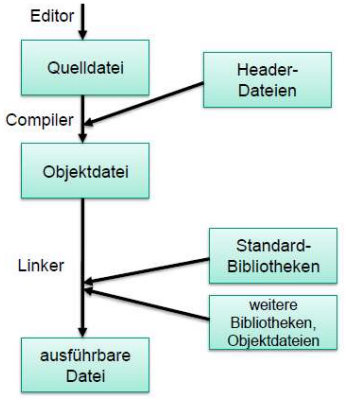 Editor
Quelldatei
Header-
Dateien
Compiler
Objektdatei
Standard-
Bibliotheken
Linker
weitere
Bibliotheken,
Objektdateien
ausführbare
Datei